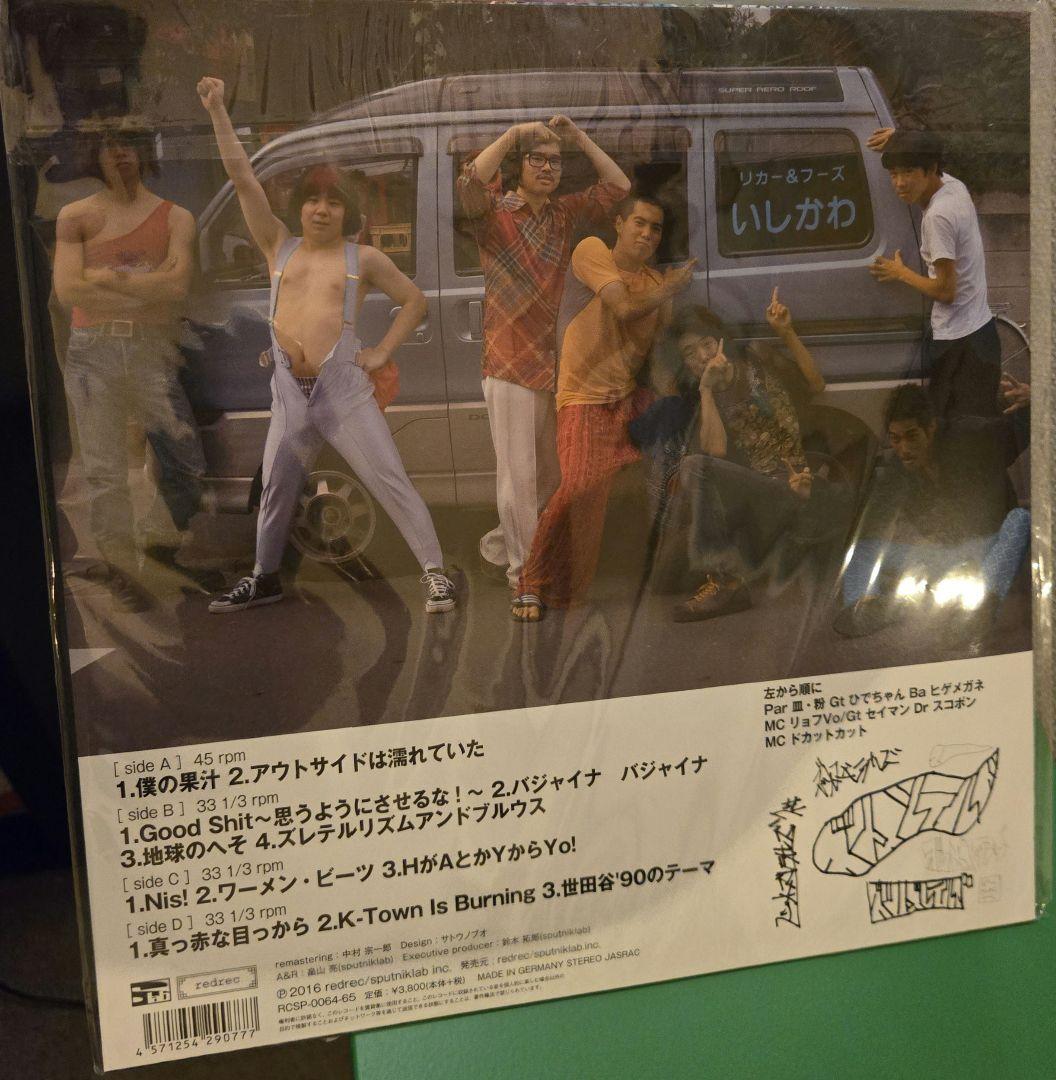 SUPER AERO ROOF
リカー&フーズ
いしかわ
左から順に
Par 皿・粉 Gt ひでちゃん Ba ヒゲメガネ
MC リョフVo/Gt セイマン Dr スコポン
MC ドカットカット
[ side A ] 45 rpm
1.僕の果汁 2.アウトサイドは濡れていた
[ side B ] 33 1/3 rpm
1.Good Shit〜思うようにさせるな！〜 2.バジャイナ バジャイナ
3.地球のへそ 4.ズレテルリズムアンドブルウス
[ side C ] 33 1/3 rpm
1.Nis! 2.ワーメン・ビーツ 3.HがAとかYからYo!
[ side D ] 33 1/3 rpm
1.真っ赤な目っから 2.K-Town Is Burning 3.世田谷'90のテーマ
remastering : 中村 宗一郎 Design : サトウノブオ
A&R : 畠山 亮(sputniklab) Executive producer : 鈴木 拓郎(sputniklab)
℗ 2016 redrec/sputniklab inc. 発売元 : redrec/sputniklab inc.
RCSP-0064-65 定価 : ¥3,800(本体+税) MADE IN GERMANY STEREO JASRAC
redrec
4 571254 290777